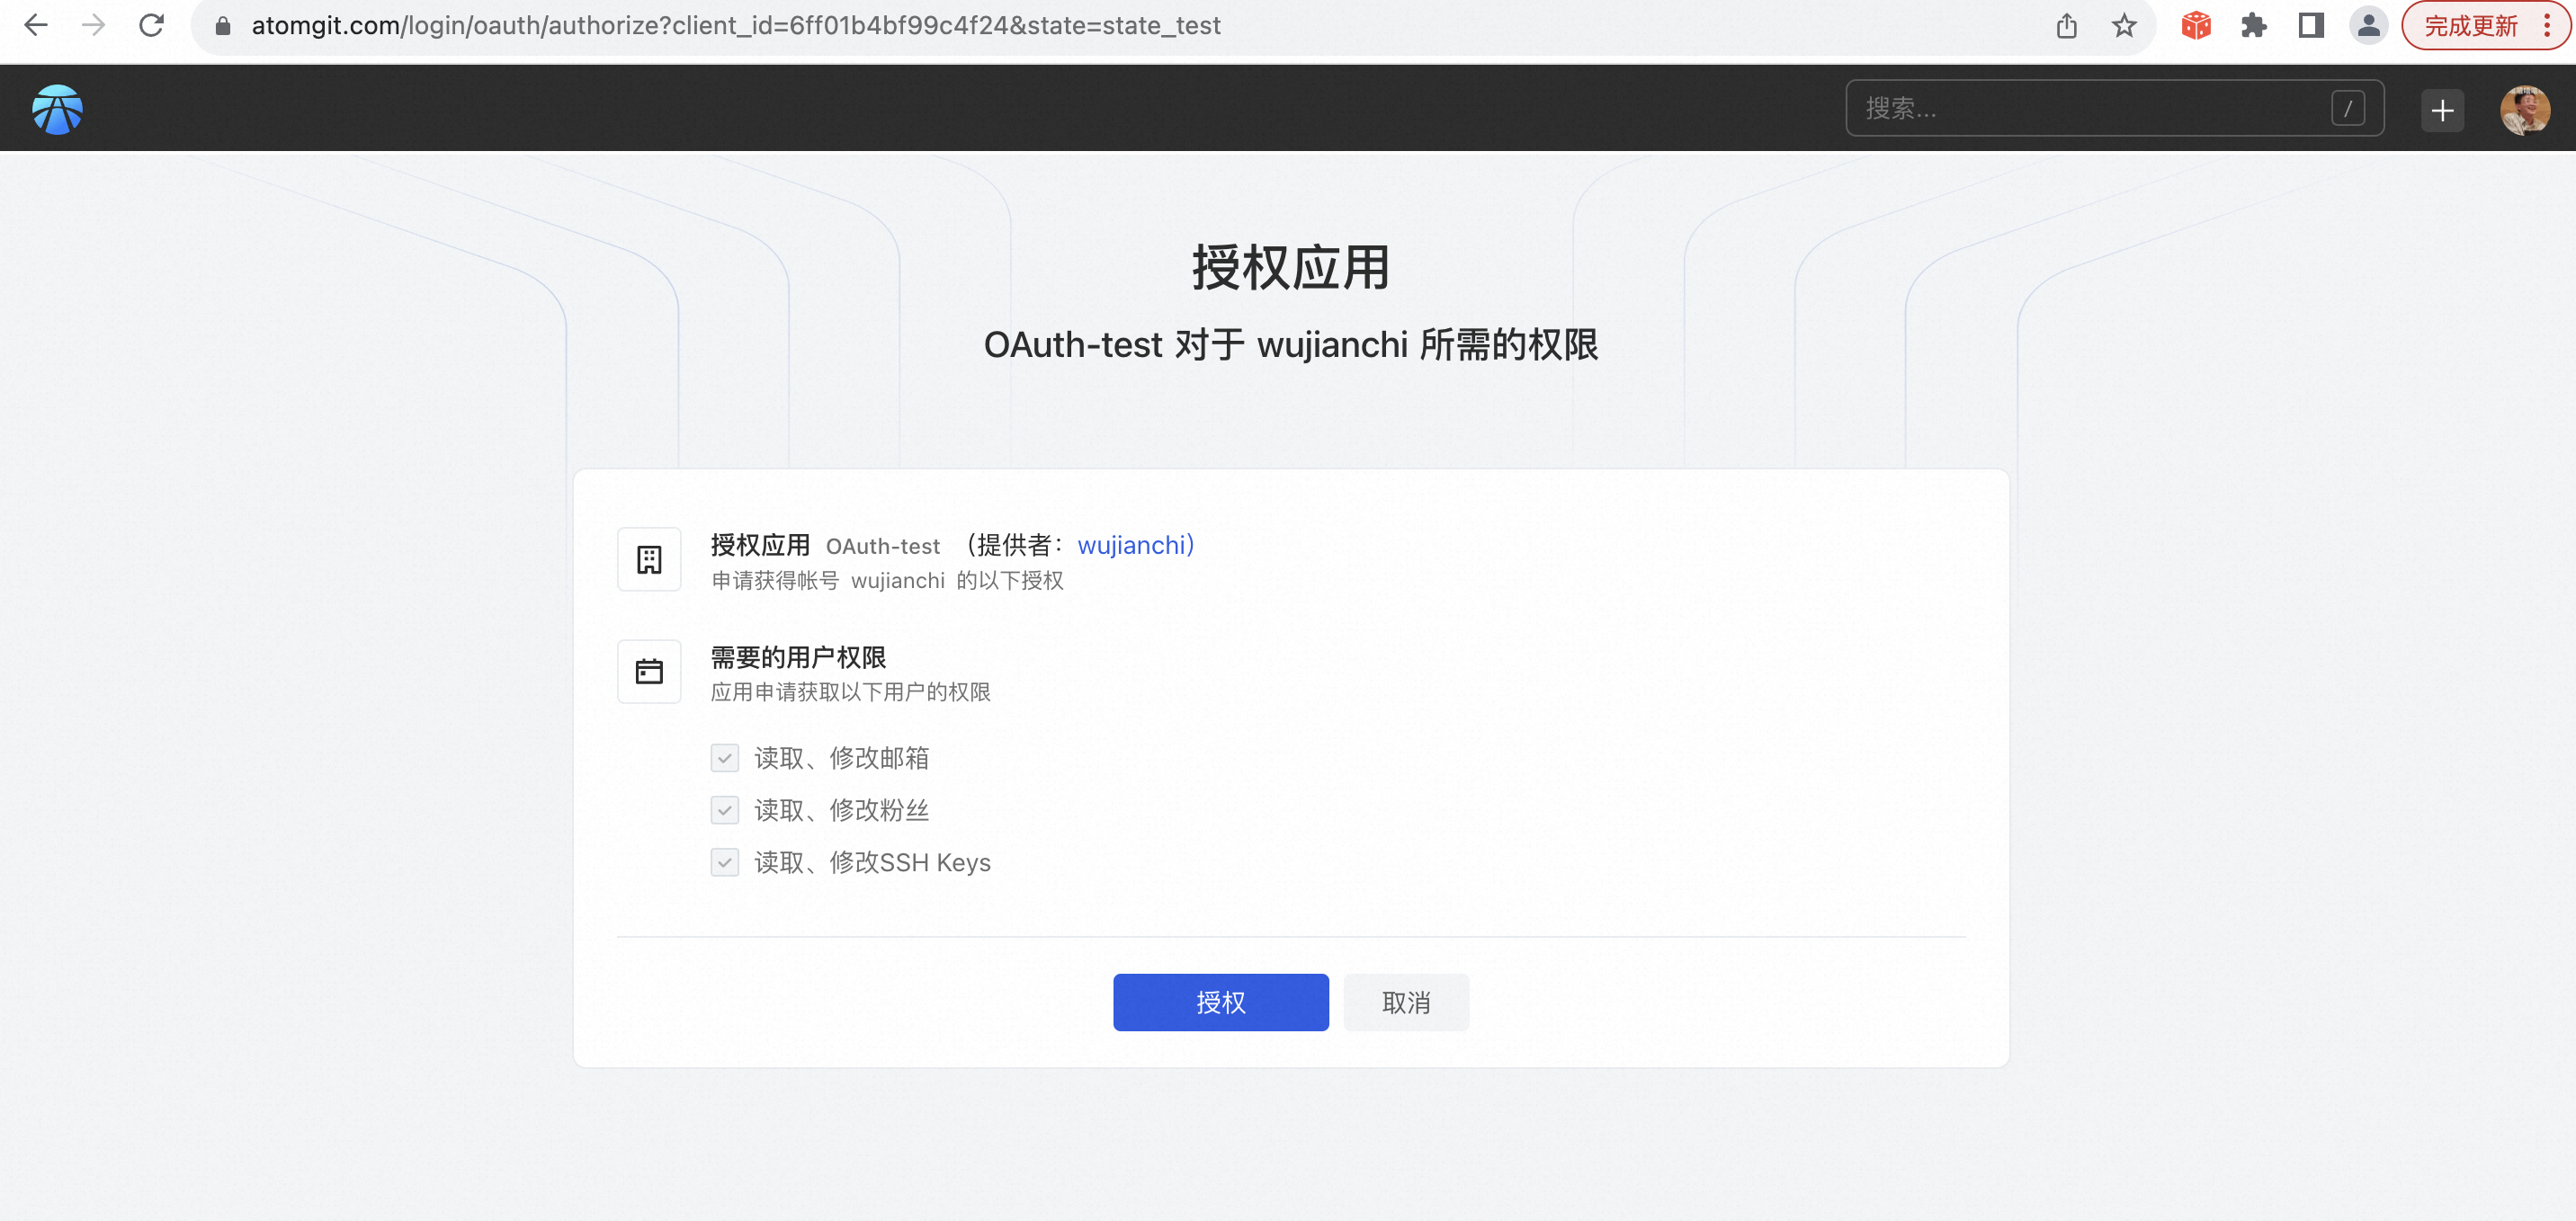 atomgit.com/login/oauth/authorize?client_id=6ff01b4bf99c4f24&state=state_test
完成更新
搜索...
/
授权应用
OAuth-test 对于 wujianchi 所需的权限
授权应用 OAuth-test （提供者：wujianchi）
申请获得帐号 wujianchi 的以下授权
需要的用户权限
应用申请获取以下用户的权限
读取、修改邮箱
读取、修改粉丝
读取、修改SSH Keys
授权
取消